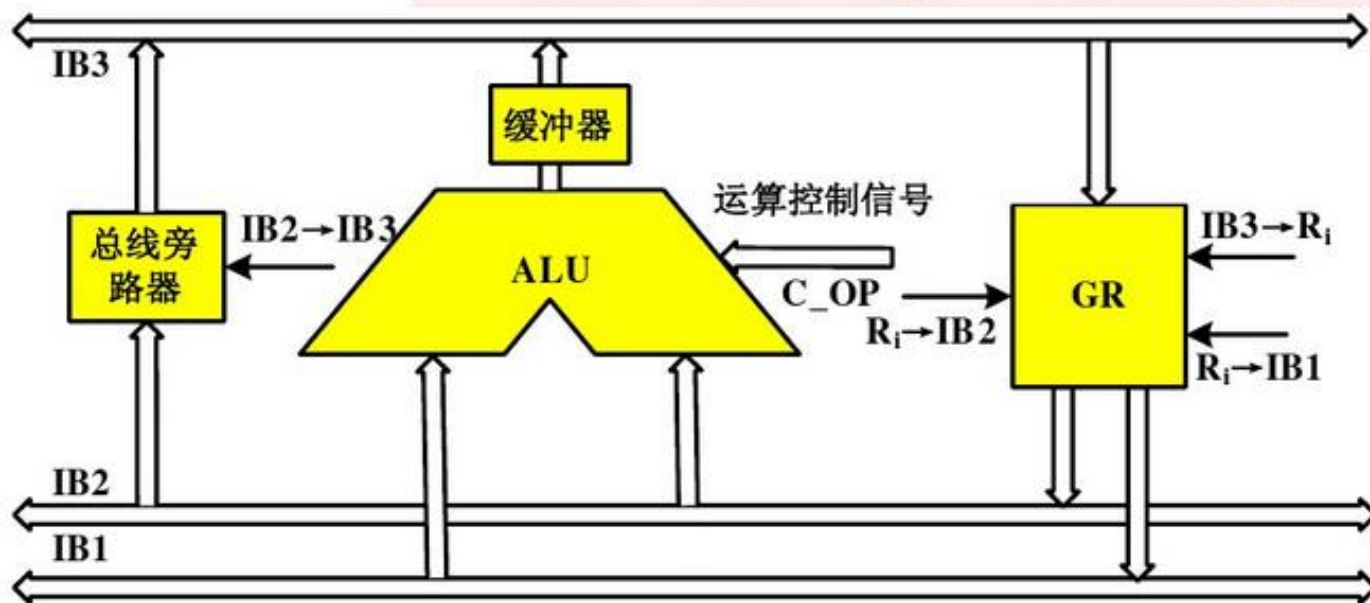 IB3
缓冲器
运算控制信号
总线旁
路器
IB2→IB3
ALU
C_OP
GR
IB3→Rᵢ
Rᵢ→IB2
Rᵢ→IB1
IB2
IB1